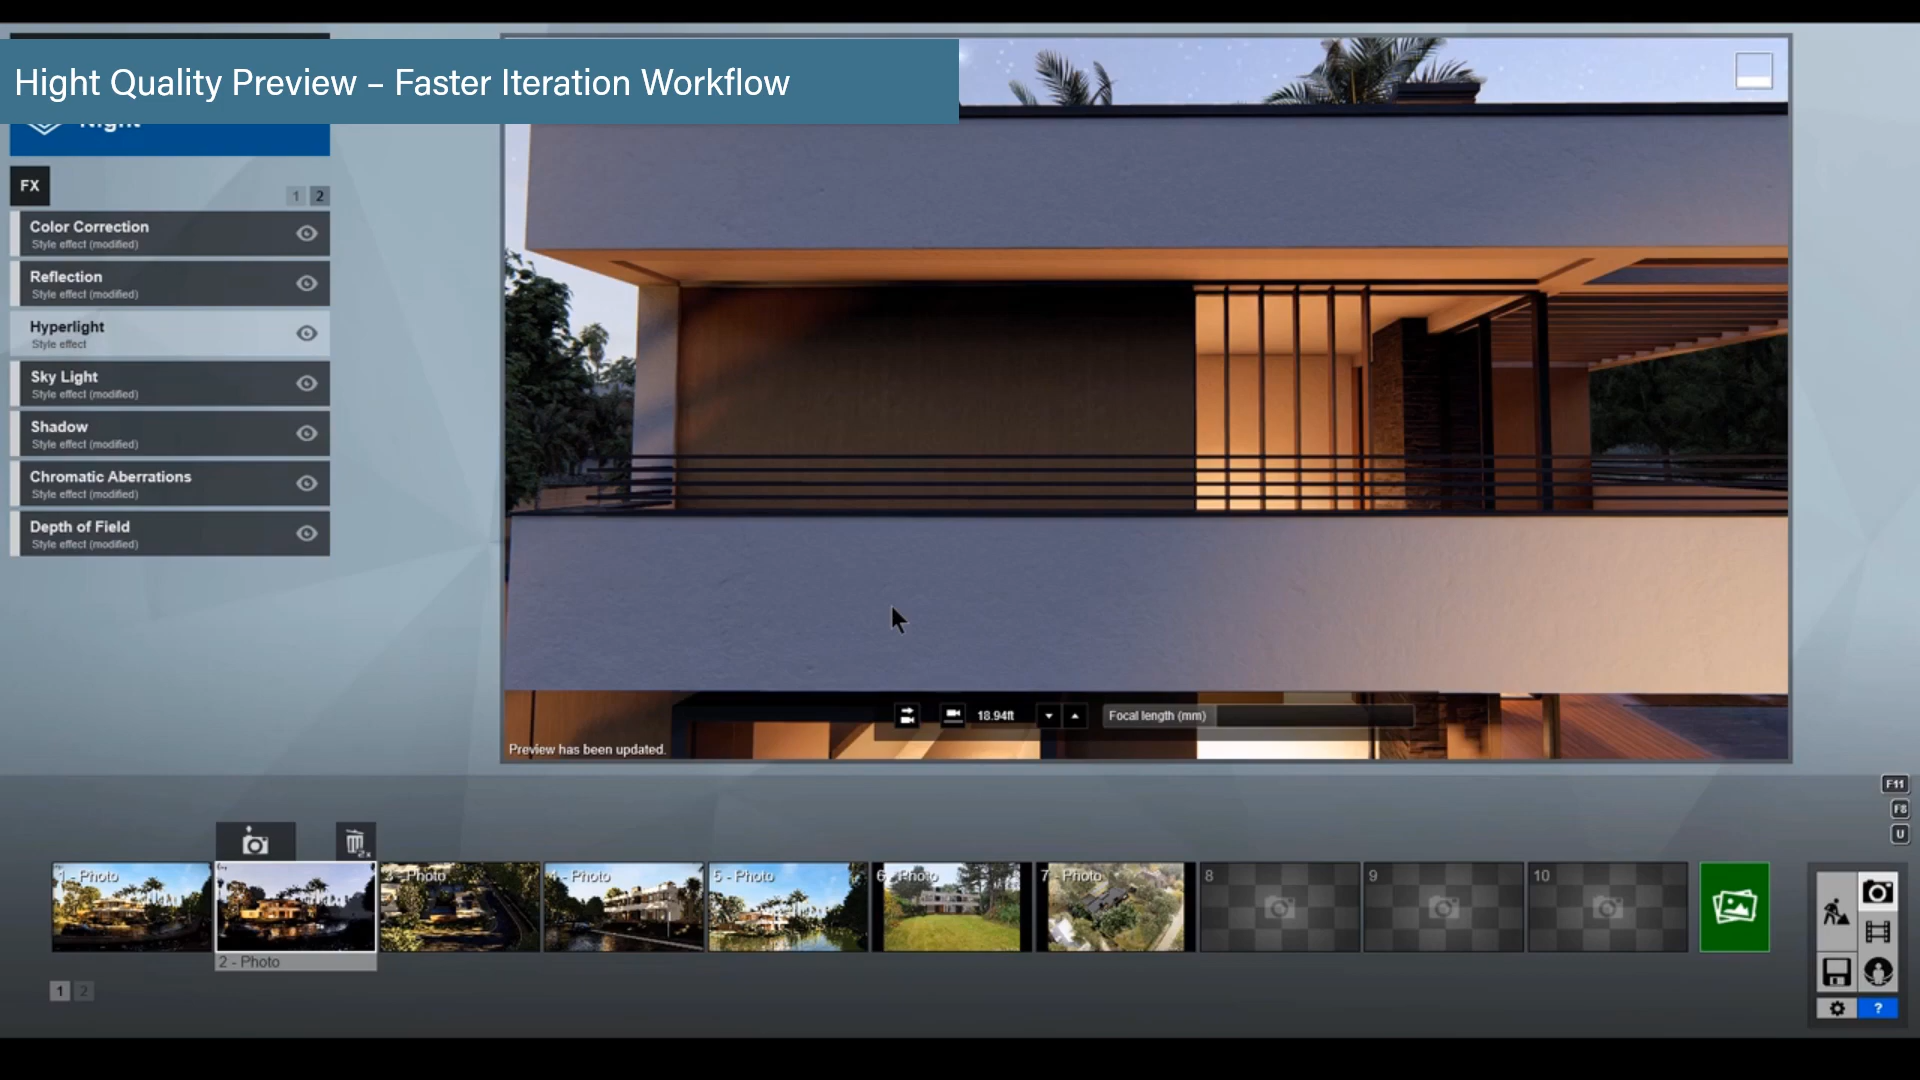 Hight Quality Preview – Faster Iteration Workflow
Night
FX
1 2
Color Correction
Style effect (modified)
Reflection
Style effect (modified)
Hyperlight
Style effect
Sky Light
Style effect (modified)
Shadow
Style effect (modified)
Chromatic Aberrations
Style effect (modified)
Depth of Field
Style effect (modified)
18.94ft
Focal length (mm)
Preview has been updated.
F11
F8
U
2x
1 - Photo
3 - Photo
4 - Photo
5 - Photo
6 - Photo
7 - Photo
8
9
10
2 - Photo
1 2
?